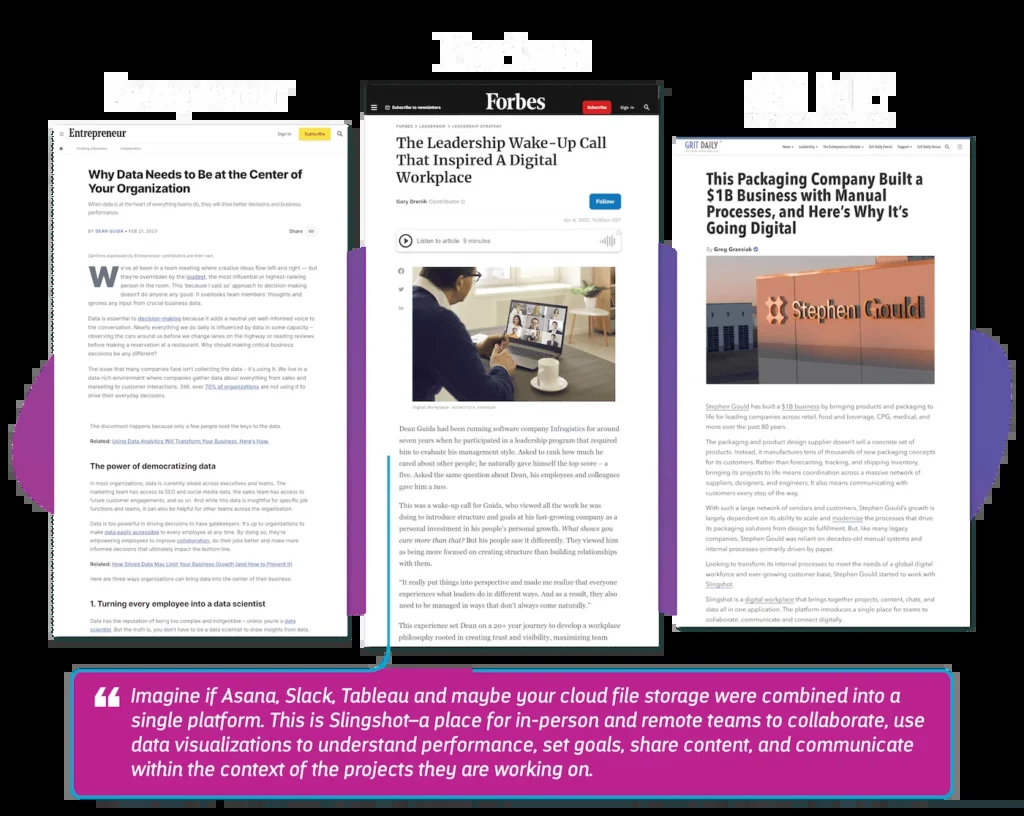 Entrepreneur
Sign in
Subscribe
Why Data Needs to Be at the Center of
Your Organization
When data is at the heart of everything teams do, they will drive better decisions and business
performance.
BY DEAN GUIDA • FEB 21, 2023
Share
Opinions expressed by Entrepreneur contributors are their own.
We've all been in a team meeting where creative ideas flow left and right — but
they're overridden by the loudest, the most influential or highest-ranking
person in the room. This 'because I said so' approach to decision-making
doesn't do anyone any good. It overlooks team members' thoughts and
ignores any input from crucial business data.
Data is essential to decision-making because it adds a neutral yet well-informed voice to
the conversation. Nearly everything we do daily is influenced by data in some capacity –
observing the cars around us before we change lanes on the highway or reading reviews
before making a reservation at a restaurant. Why should making critical business
decisions be any different?
The issue that many companies face isn't collecting the data - it's using it. We live in a
data-rich environment where companies gather data about everything from sales and
marketing to customer interactions. Still, over 70% of organizations are not using it to
drive their everyday decisions.
The disconnect happens because only a few people hold the keys to the data.
Related: Using Data Analytics Will Transform Your Business. Here's How.
The power of democratizing data
In most organizations, data is currently siloed across executives and teams. The
marketing team has access to SEO and social media data, the sales team has access to
future customer engagements, and so on. And while this data is insightful for specific job
functions and teams, it can also be helpful for other teams across the organisation.
Data is too powerful in driving decisions to have gatekeepers. It's up to organizations to
make data easily accessible to every employee at any time. By doing so, they're
empowering employees to improve collaboration, do their jobs better and make more
informed decisions that ultimately impact the bottom line.
Related: How Siloed Data May Limit Your Business Growth (and How to Prevent It)
Here are three ways organizations can bring data into the center of their business:
1. Turning every employee into a data scientist
Data has the reputation of being too complex and indigestible - unless you're a data
scientist. But the truth is, you don't have to be a data scientist to draw insights from data.
Subscribe to newsletters
Forbes
Subscribe
Sign In
FORBES > LEADERSHIP > LEADERSHIP STRATEGY
The Leadership Wake-Up Call
That Inspired A Digital
Workplace
Gary Drenik Contributor
Follow
Listen to article 9 minutes
Digital Workplace
Dean Guida had been running software company Infragistics for around
seven years when he participated in a leadership program that required
him to evaluate his management style. Asked to rank how much he
cared about other people; he naturally gave himself the top score – a
five. Asked the same question about Dean, his employees and colleagues
gave him a two.
This was a wake-up call for Guida, who viewed all the work he was
doing to introduce structure and goals at his fast-growing company as a
personal investment in his people's personal growth. What shows you
care more than that? But his people saw it differently. They viewed him
as being more focused on creating structure than building relationships
with them.
"It really put things into perspective and made me realize that everyone
experiences what leaders do in different ways. And as a result, they also
need to be managed in ways that don't always come naturally."
This experience set Dean on a 20+ year journey to develop a workplace
philosophy rooted in creating trust and visibility, maximizing team
GRIT DAILY
News
Leadership
The Entrepreneur Lifestyle
Grit Daily Events
Support
Grit Daily House
This Packaging Company Built a
$1B Business with Manual
Processes, and Here's Why It's
Going Digital
By Greg Grzesiak
Stephen Gould
Stephen Gould has built a $1B business by bringing products and packaging to
life for leading companies across retail, food and beverage, CPG, medical, and
more over the past 80 years.
The packaging and product design supplier doesn't sell a concrete set of
products. Instead, it manufactures tens of thousands of new packaging concepts
for its customers. Rather than forecasting, tracking, and shipping inventory,
bringing its projects to life means coordination across a massive network of
suppliers, designers, and engineers. It also means communicating with
customers every step of the way.
With such a large network of vendors and customers, Stephen Gould's growth is
largely dependent on its ability to scale and modernize the processes that drive
its packaging solutions from design to fulfillment. But, like many legacy
companies, Stephen Gould was reliant on decades-old manual systems and
internal processes-primarily driven by paper.
Looking to transform its internal processes to meet the needs of a global digital
workforce and ever-growing customer base, Stephen Gould started to work with
Slingshot.
Slingshot is a digital workplace that brings together projects, content, chats, and
data all in one application. The platform introduces a single place for teams to
collaborate, communicate and connect digitally.
“ Imagine if Asana, Slack, Tableau and maybe your cloud file storage were combined into a
single platform. This is Slingshot–a place for in-person and remote teams to collaborate, use
data visualizations to understand performance, set goals, share content, and communicate
within the context of the projects they are working on.